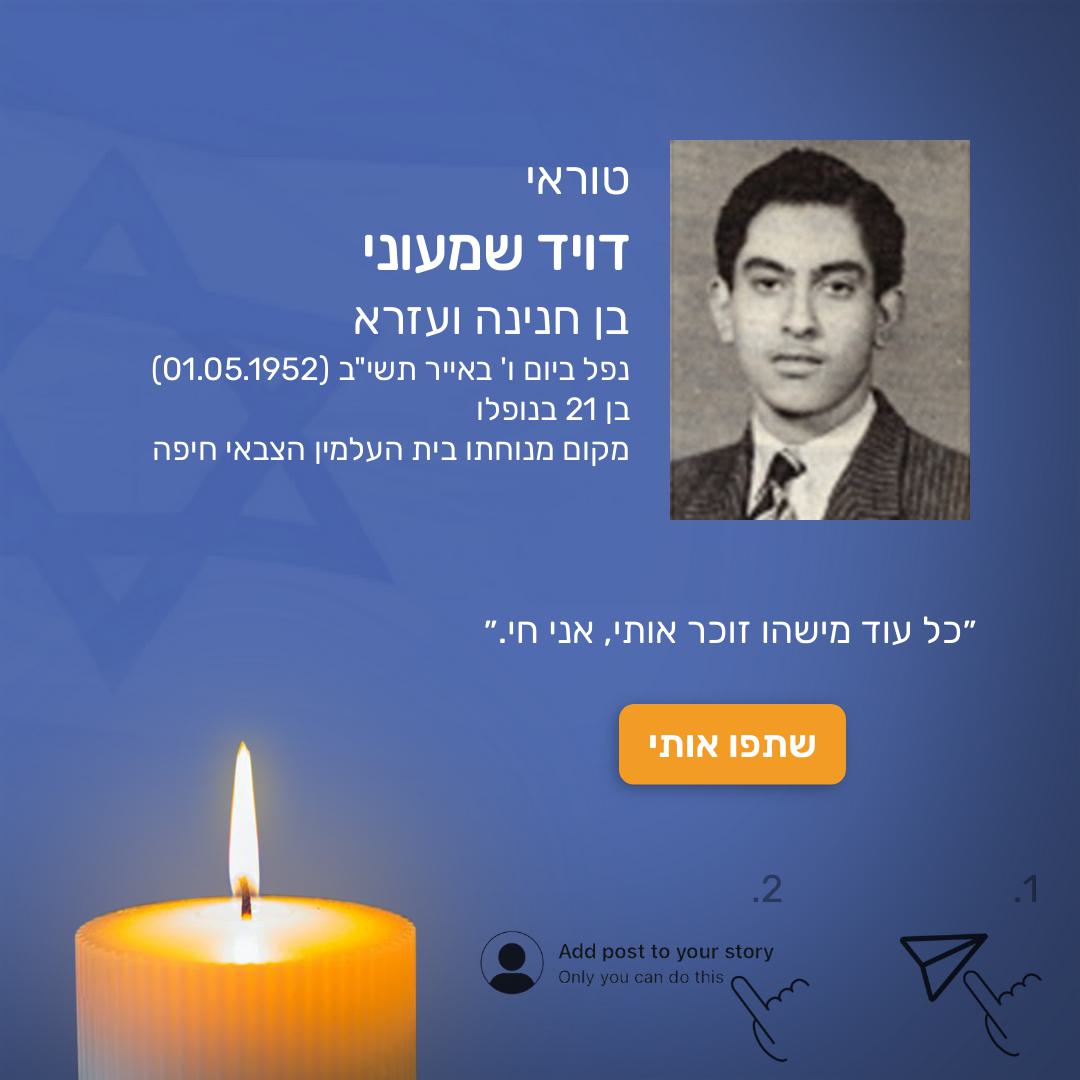 טוראי
דויד שמעוני
בן חנינה ועזרא
נפל ביום ו' באייר תשי"ב (01.05.1952)
בן 21 בנופלו
מקום מנוחתו בית העלמין הצבאי חיפה
״כל עוד מישהו זוכר אותי, אני חי.״
שתפו אותי
.1
.2
Add post to your story
Only you can do this